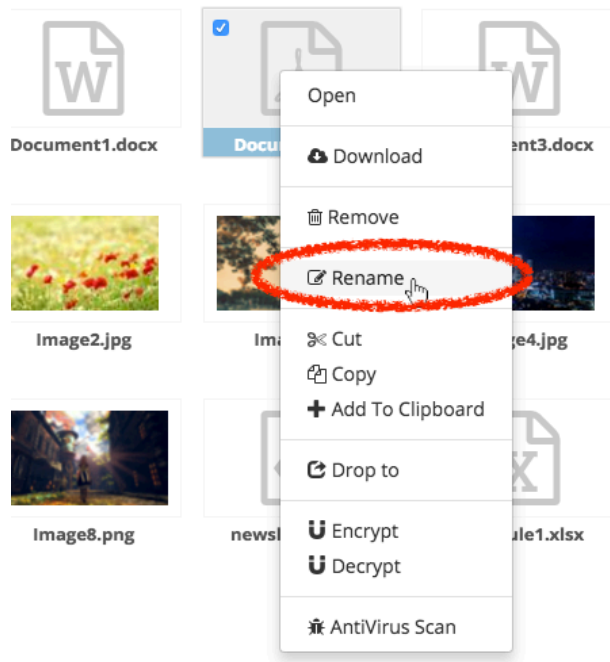 Open
Document1.docx
Docu
ent3.docx
Download
Remove
Rename
Image2.jpg
Ima
ge4.jpg
Cut
Copy
Add To Clipboard
Drop to
Image8.png
newsl
ule1.xlsx
Encrypt
Decrypt
AntiVirus Scan